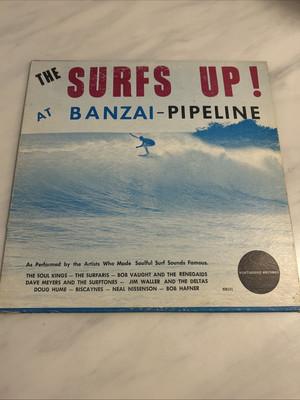 THE SURFS UP!
AT BANZAI-PIPELINE
As Performed by the Artists Who Made Soulful Surf Sounds Famous.
THE SOUL KINGS — THE SURFARIS — BOB VAUGHT AND THE RENEGAIDS
DAVE MEYERS AND THE SURFTONES — JIM WALLER AND THE DELTAS
DOUG HUME — BISCAYNES — NEAL NISSENSON — BOB HAFNER
RECORDS